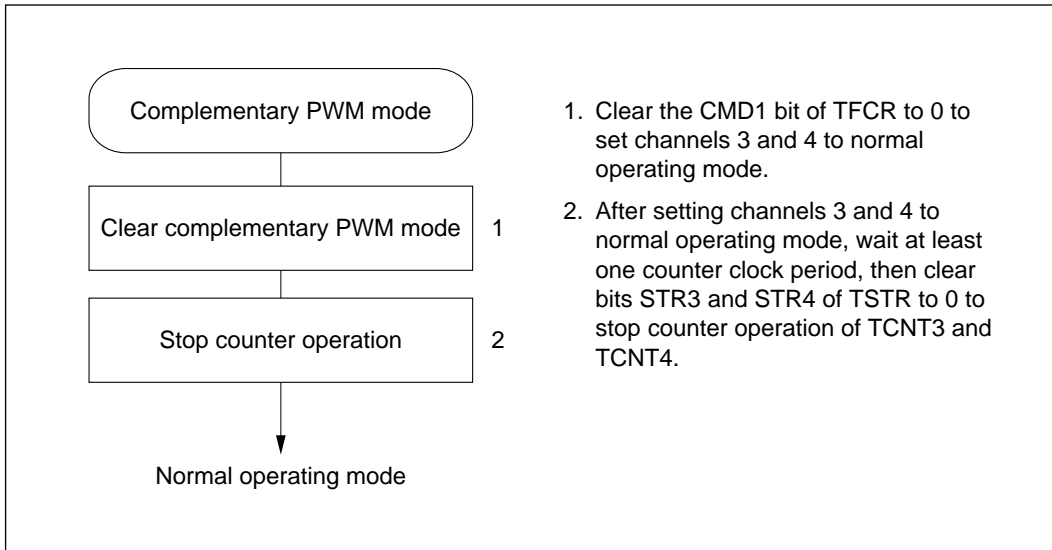 Complementary PWM mode
Clear complementary PWM mode 1
Stop counter operation 2
Normal operating mode
1. Clear the CMD1 bit of TFCR to 0 to
set channels 3 and 4 to normal
operating mode.
2. After setting channels 3 and 4 to
normal operating mode, wait at least
one counter clock period, then clear
bits STR3 and STR4 of TSTR to 0 to
stop counter operation of TCNT3 and
TCNT4.